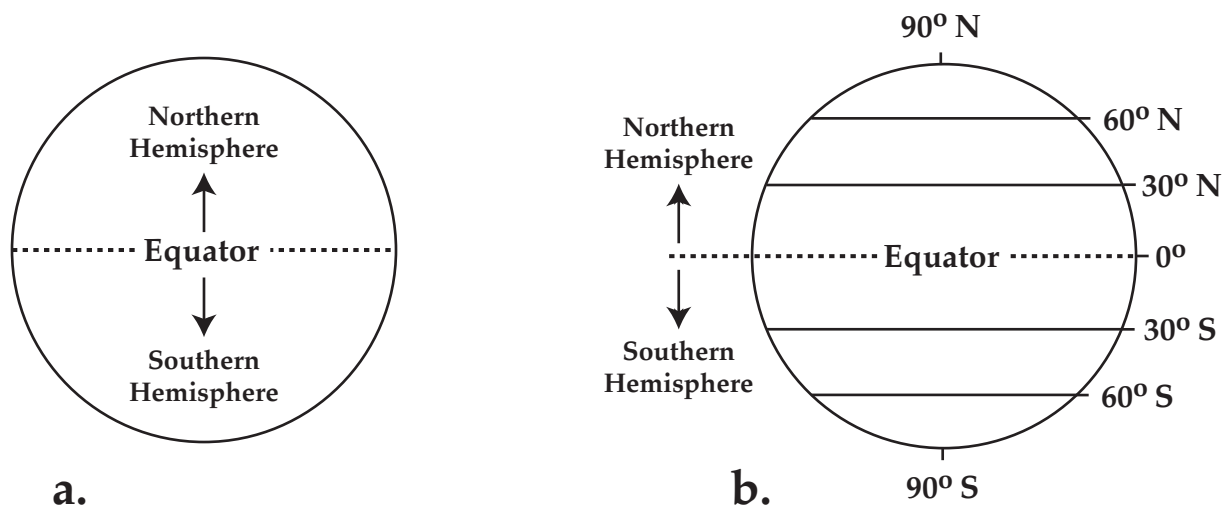 Northern
Hemisphere
Equator
Southern
Hemisphere
a.
90º N
60º N
Northern
Hemisphere
30º N
Equator
0º
30º S
Southern
Hemisphere
60º S
90º S
b.